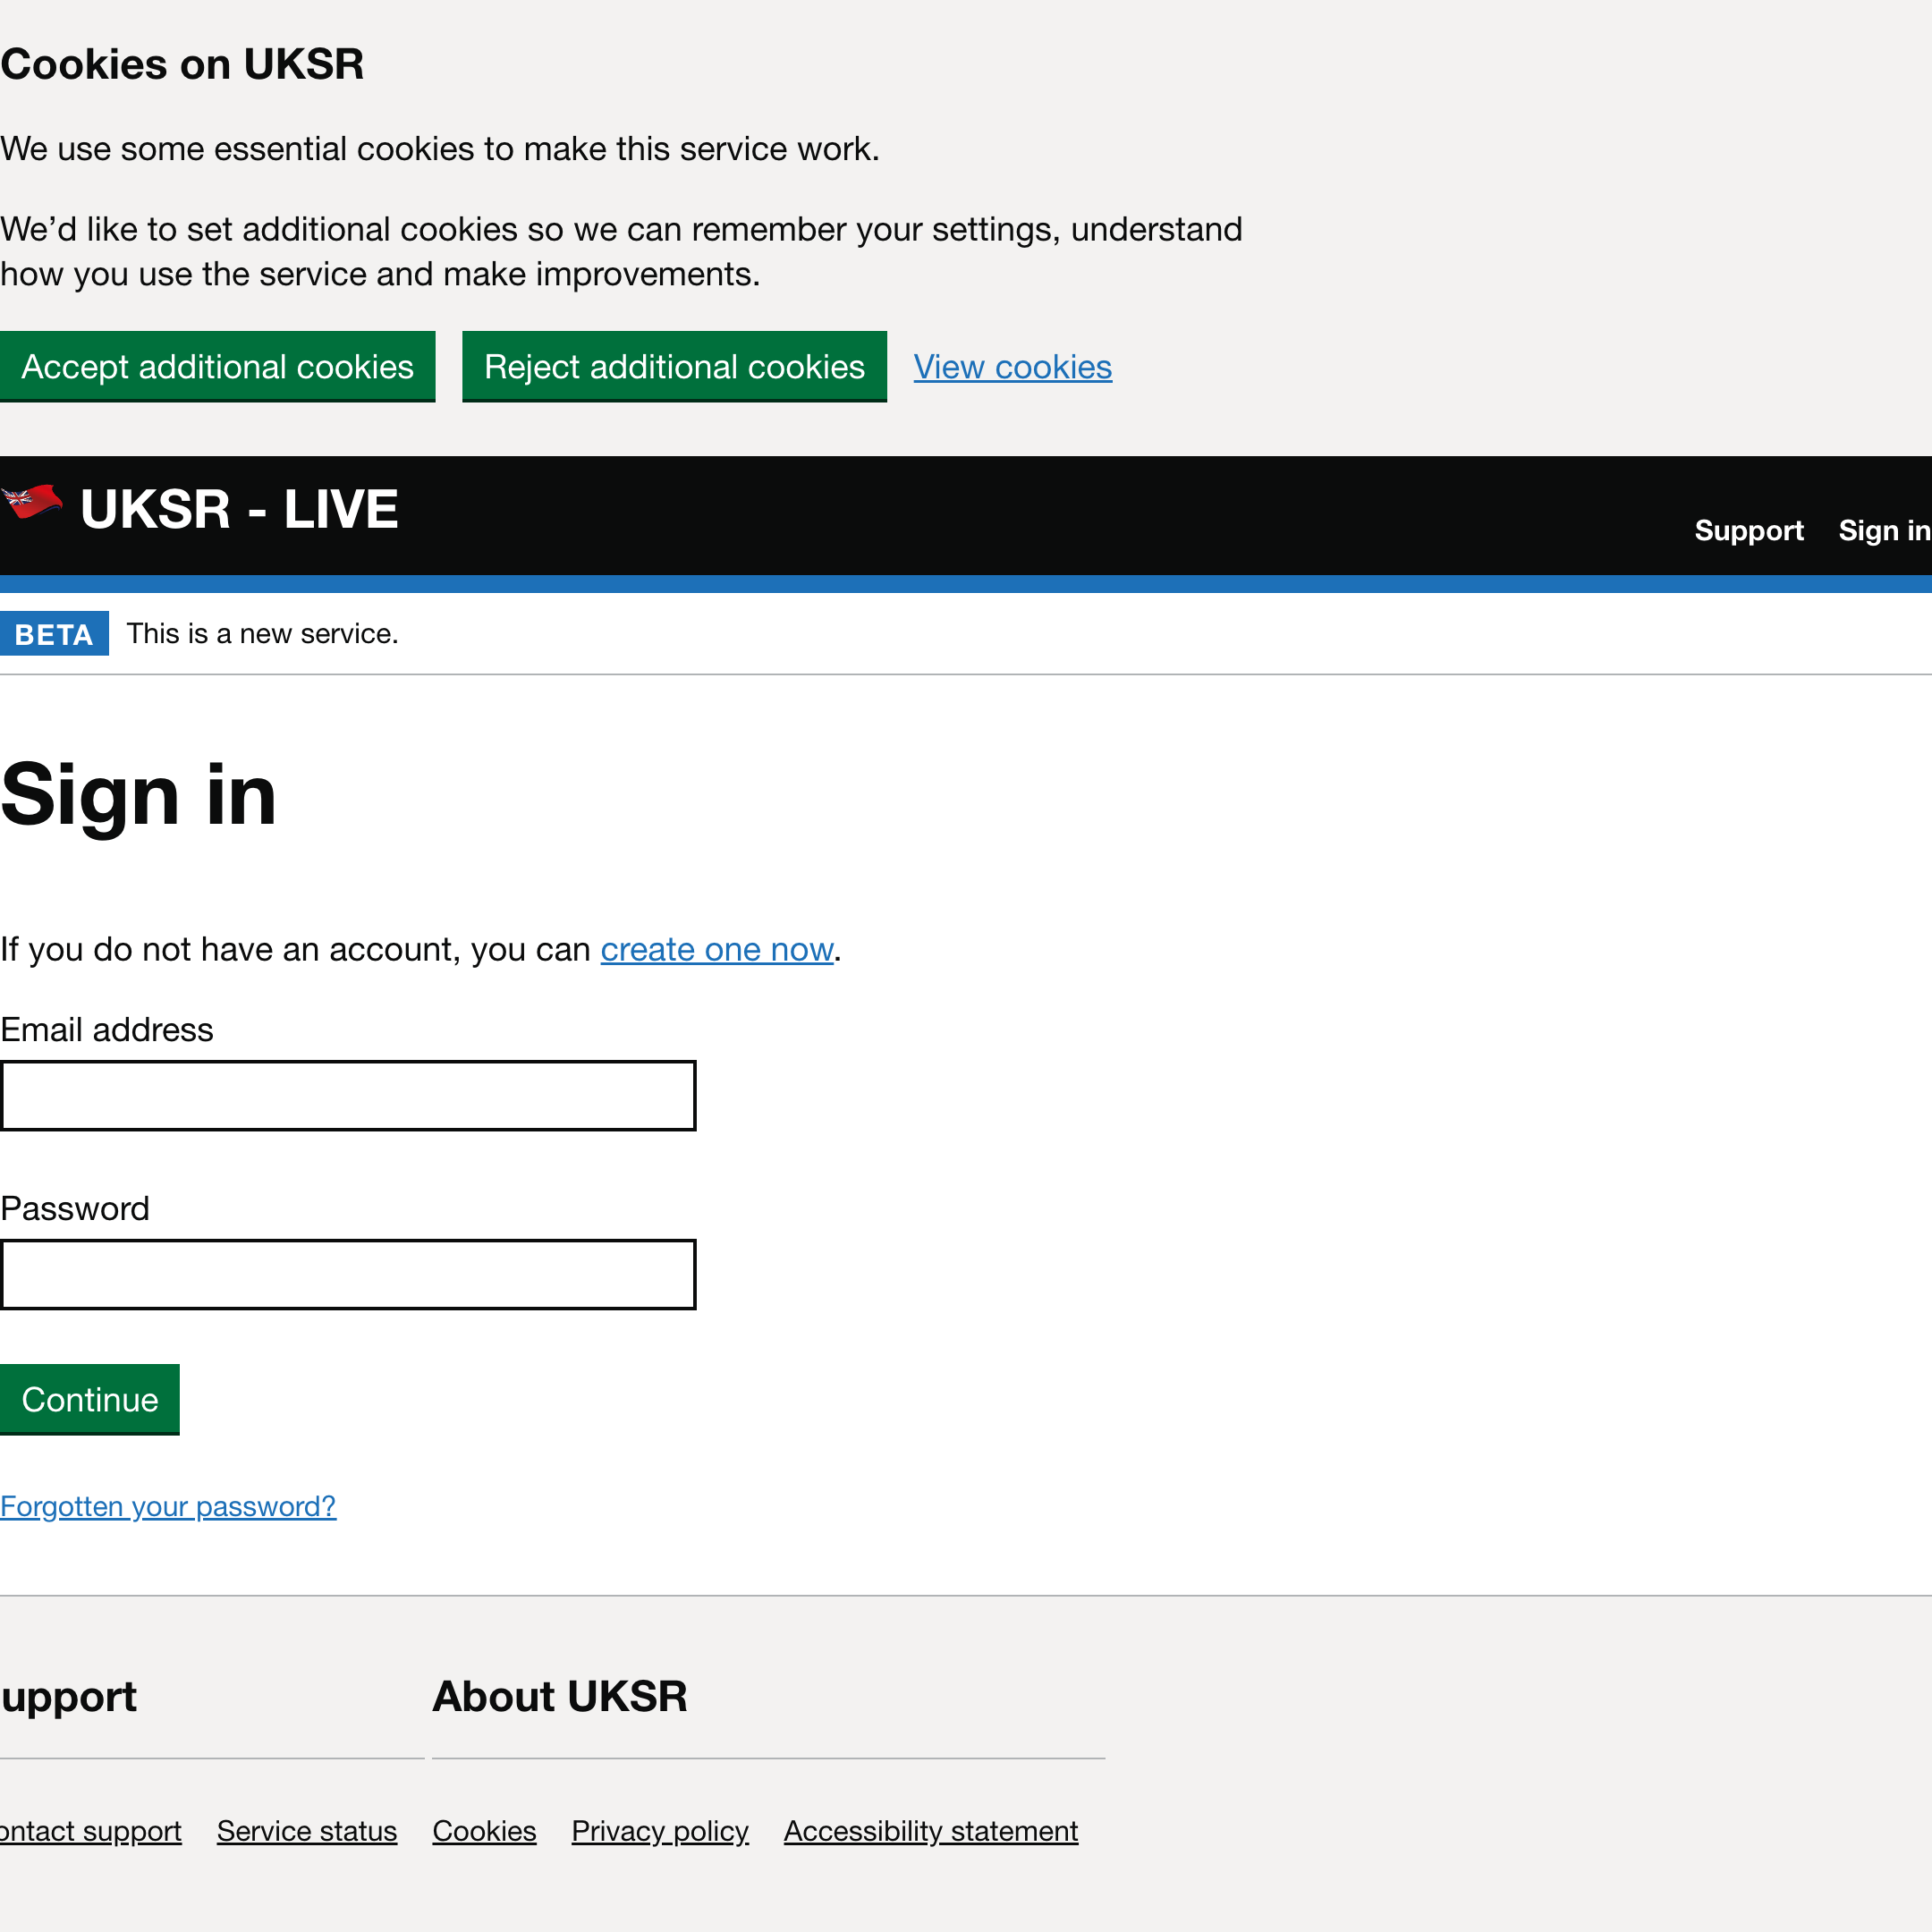 Cookies on UKSR
We use some essential cookies to make this service work.
We’d like to set additional cookies so we can remember your settings, understand
how you use the service and make improvements.
Accept additional cookies Reject additional cookies View cookies
UKSR - LIVE
Support Sign in
BETA This is a new service.
Sign in
If you do not have an account, you can create one now.
Email address
Password
Continue
Forgotten your password?
upport About UKSR
ontact support Service status Cookies Privacy policy Accessibility statement